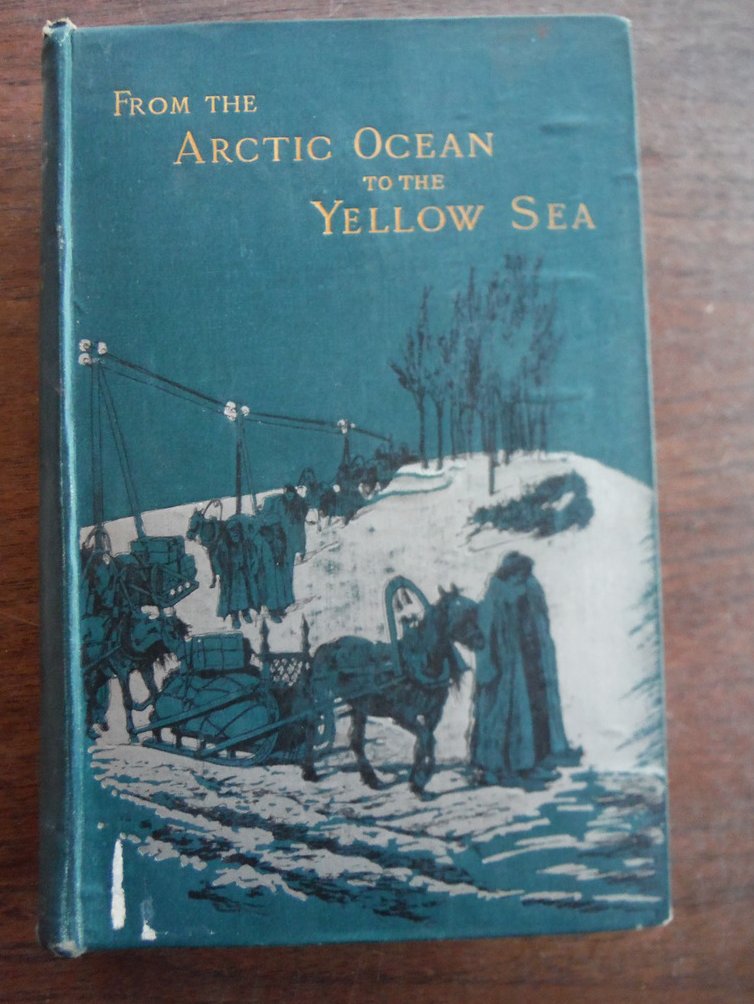 FROM THE
ARCTIC OCEAN
TO THE
YELLOW SEA